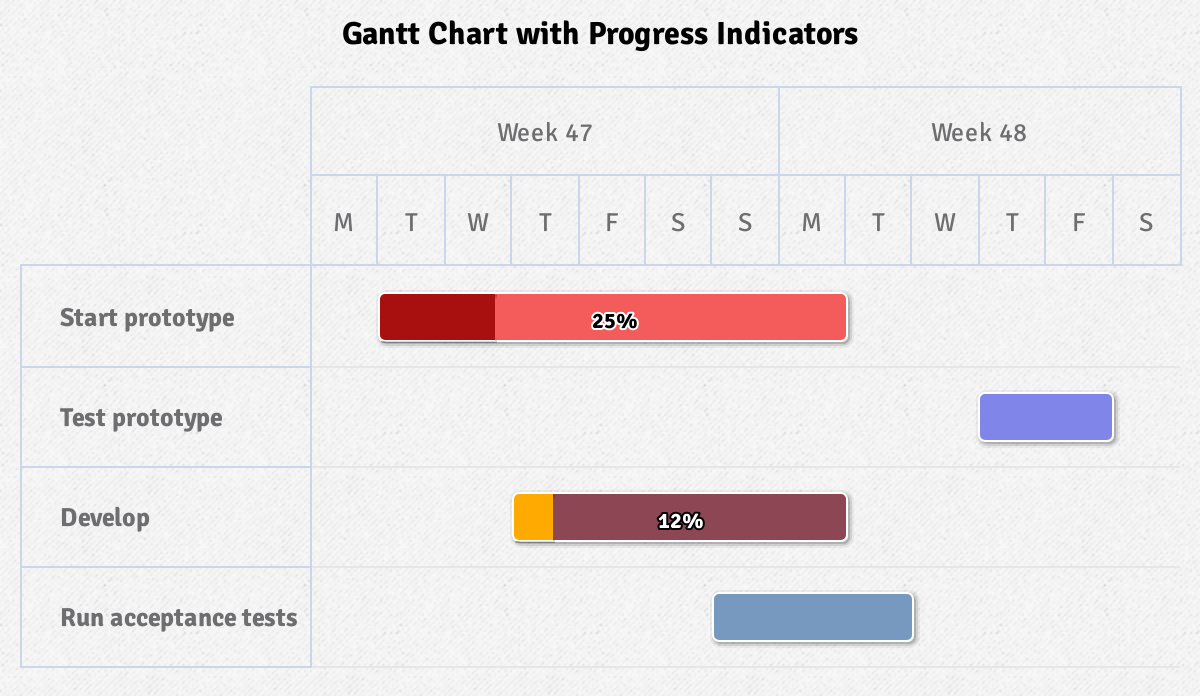 Gantt Chart with Progress Indicators
Week 47 Week 48
M T W T F S S M T W T F S
Start prototype 25%
Test prototype
Develop 12%
Run acceptance tests